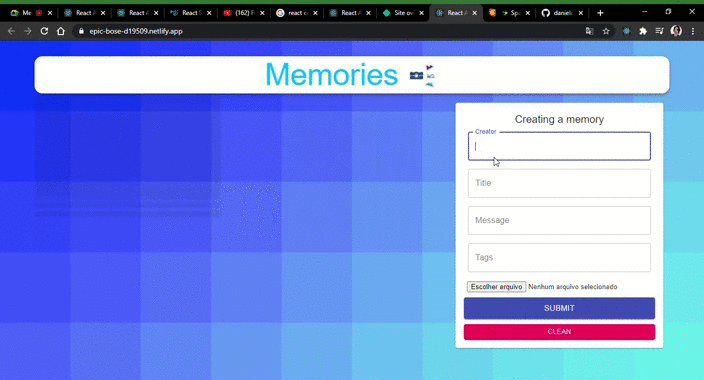 Me
React A
React A
React S
(162) F
react c
React A
Site ov
React A
Sp
daniel
epic-bose-d19509.netlify.app
Memories
Creating a memory
Creator
Title
Message
Tags
Escolher arquivo Nenhum arquivo selecionado
SUBMIT
CLEAN